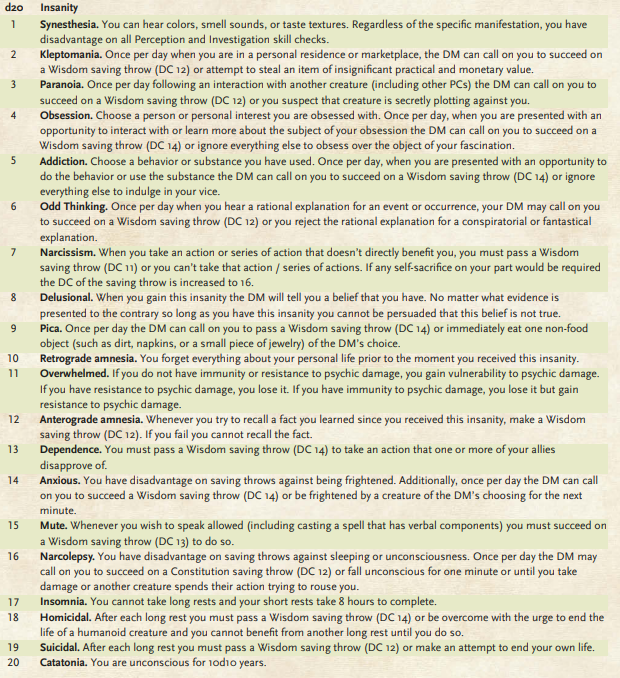 d20 Insanity
1 Synesthesia. You can hear colors, smell sounds, or taste textures. Regardless of the specific manifestation, you have
disadvantage on all Perception and Investigation skill checks.
2 Kleptomania. Once per day when you are in a personal residence or marketplace, the DM can call on you to succeed on
a Wisdom saving throw (DC 12) or attempt to steal an item of insignificant practical and monetary value.
3 Paranoia. Once per day following an interaction with another creature (including other PCs) the DM can call on you to
succeed on a Wisdom saving throw (DC 12) or you suspect that creature is secretly plotting against you.
4 Obsession. Choose a person or personal interest you are obsessed with. Once per day, when you are presented with an
opportunity to interact with or learn more about the subject of your obsession the DM can call on you to succeed on a
Wisdom saving throw (DC 14) or ignore everything else to obsess over the object of your fascination.
5 Addiction. Choose a behavior or substance you have used. Once per day, when you are presented with an opportunity to
do the behavior or use the substance the DM can call on you to succeed on a Wisdom saving throw (DC 14) or ignore
everything else to indulge in your vice.
6 Odd Thinking. Once per day when you hear a rational explanation for an event or occurrence, your DM may call on you
to succeed on a Wisdom saving throw (DC 12) or you reject the rational explanation for a conspiratorial or fantastical
explanation.
7 Narcissism. When you take an action or series of action that doesn't directly benefit you, you must pass a Wisdom
saving throw (DC 11) or you can't take that action / series of actions. If any self-sacrifice on your part would be required
the DC of the saving throw is increased to 16.
8 Delusional. When you gain this insanity the DM will tell you a belief that you have. No matter what evidence is
presented to the contrary so long as you have this insanity you cannot be persuaded that this belief is not true.
9 Pica. Once per day the DM can call on you to pass a Wisdom saving throw (DC 14) or immediately eat one non-food
object (such as dirt, napkins, or a small piece of jewelry) of the DM's choice.
10 Retrograde amnesia. You forget everything about your personal life prior to the moment you received this insanity.
11 Overwhelmed. If you do not have immunity or resistance to psychic damage, you gain vulnerability to psychic damage.
If you have resistance to psychic damage, you lose it. If you have immunity to psychic damage, you lose it but gain
resistance to psychic damage.
12 Anterograde amnesia. Whenever you try to recall a fact you learned since you received this insanity, make a Wisdom
saving throw (DC 12). If you fail you cannot recall the fact.
13 Dependence. You must pass a Wisdom saving throw (DC 14) to take an action that one or more of your allies
disapprove of.
14 Anxious. You have disadvantage on saving throws against being frightened. Additionally, once per day the DM can call
on you to succeed a Wisdom saving throw (DC 14) or be frightened by a creature of the DM's choosing for the next
minute.
15 Mute. Whenever you wish to speak allowed (including casting a spell that has verbal components) you must succeed on
a Wisdom saving throw (DC 13) to do so.
16 Narcolepsy. You have disadvantage on saving throws against sleeping or unconsciousness. Once per day the DM may
call on you to succeed on a Constitution saving throw (DC 12) or fall unconscious for one minute or until you take
damage or another creature spends their action trying to rouse you.
17 Insomnia. You cannot take long rests and your short rests take 8 hours to complete.
18 Homicidal. After each long rest you must pass a Wisdom saving throw (DC 14) or be overcome with the urge to end the
life of a humanoid creature and you cannot benefit from another long rest until you do so.
19 Suicidal. After each long rest you must pass a Wisdom saving throw (DC 12) or make an attempt to end your own life.
20 Catatonia. You are unconscious for 10d10 years.